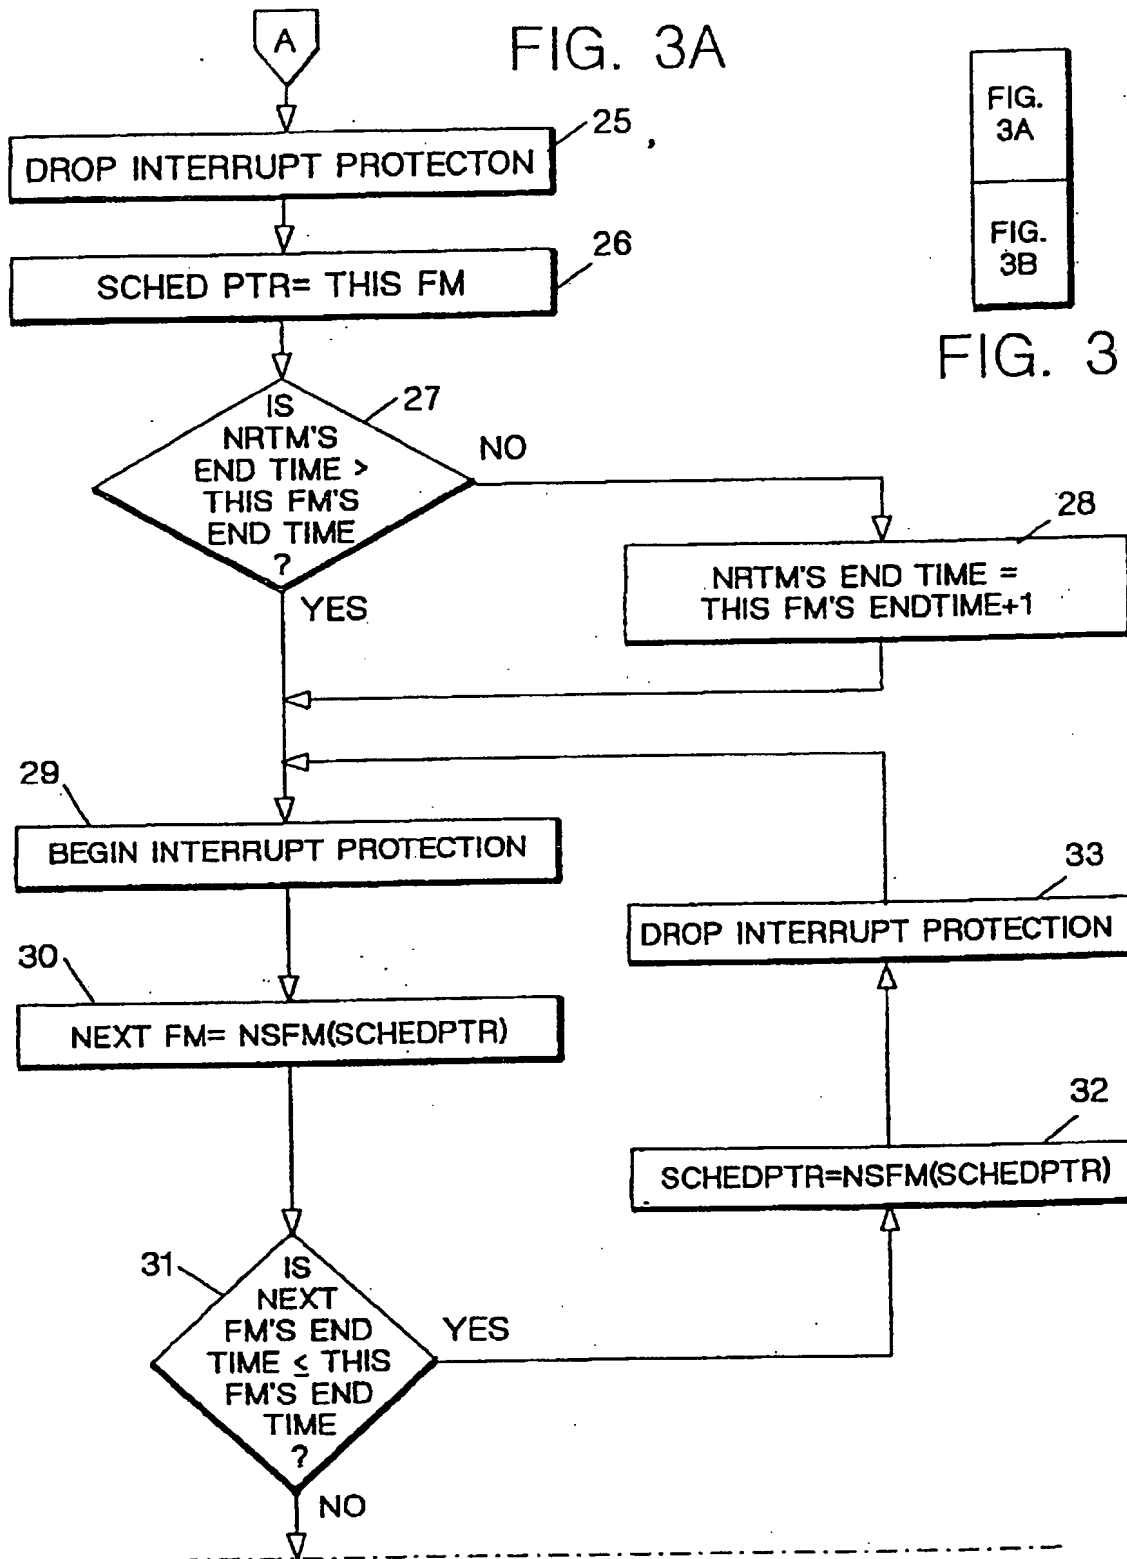 A
FIG. 3A
FIG.
3A
FIG.
3B
FIG. 3
25
DROP INTERRUPT PROTECTON
26
SCHED PTR= THIS FM
27
IS
NRTM'S
END TIME >
THIS FM'S
END TIME
?
NO
YES
28
NRTM'S END TIME =
THIS FM'S ENDTIME+1
29
BEGIN INTERRUPT PROTECTION
33
DROP INTERRUPT PROTECTION
30
NEXT FM= NSFM(SCHEDPTR)
32
SCHEDPTR=NSFM(SCHEDPTR)
31
IS
NEXT
FM'S END
TIME ≤ THIS
FM'S END
TIME
?
YES
NO